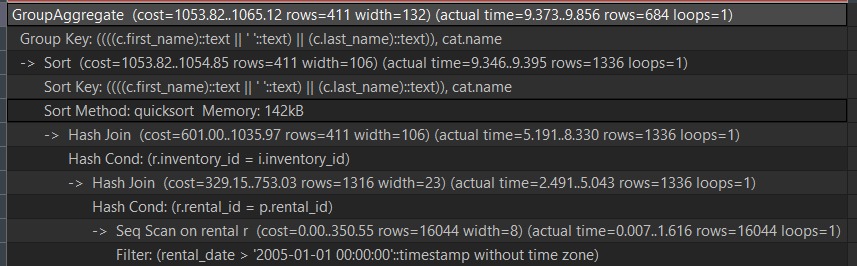 GroupAggregate  (cost=1053.82..1065.12 rows=411 width=132) (actual time=9.373..9.856 rows=684 loops=1)
Group Key: ((((c.first_name)::text || ' '::text) || (c.last_name)::text)), cat.name
->  Sort  (cost=1053.82..1054.85 rows=411 width=106) (actual time=9.346..9.395 rows=1336 loops=1)
Sort Key: ((((c.first_name)::text || ' '::text) || (c.last_name)::text)), cat.name
Sort Method: quicksort  Memory: 142kB
->  Hash Join  (cost=601.00..1035.97 rows=411 width=106) (actual time=5.191..8.330 rows=1336 loops=1)
Hash Cond: (r.inventory_id = i.inventory_id)
->  Hash Join  (cost=329.15..753.03 rows=1316 width=23) (actual time=2.491..5.043 rows=1336 loops=1)
Hash Cond: (r.rental_id = p.rental_id)
->  Seq Scan on rental r  (cost=0.00..350.55 rows=16044 width=8) (actual time=0.007..1.616 rows=16044 loops=1)
Filter: (rental_date > '2005-01-01 00:00:00'::timestamp without time zone)